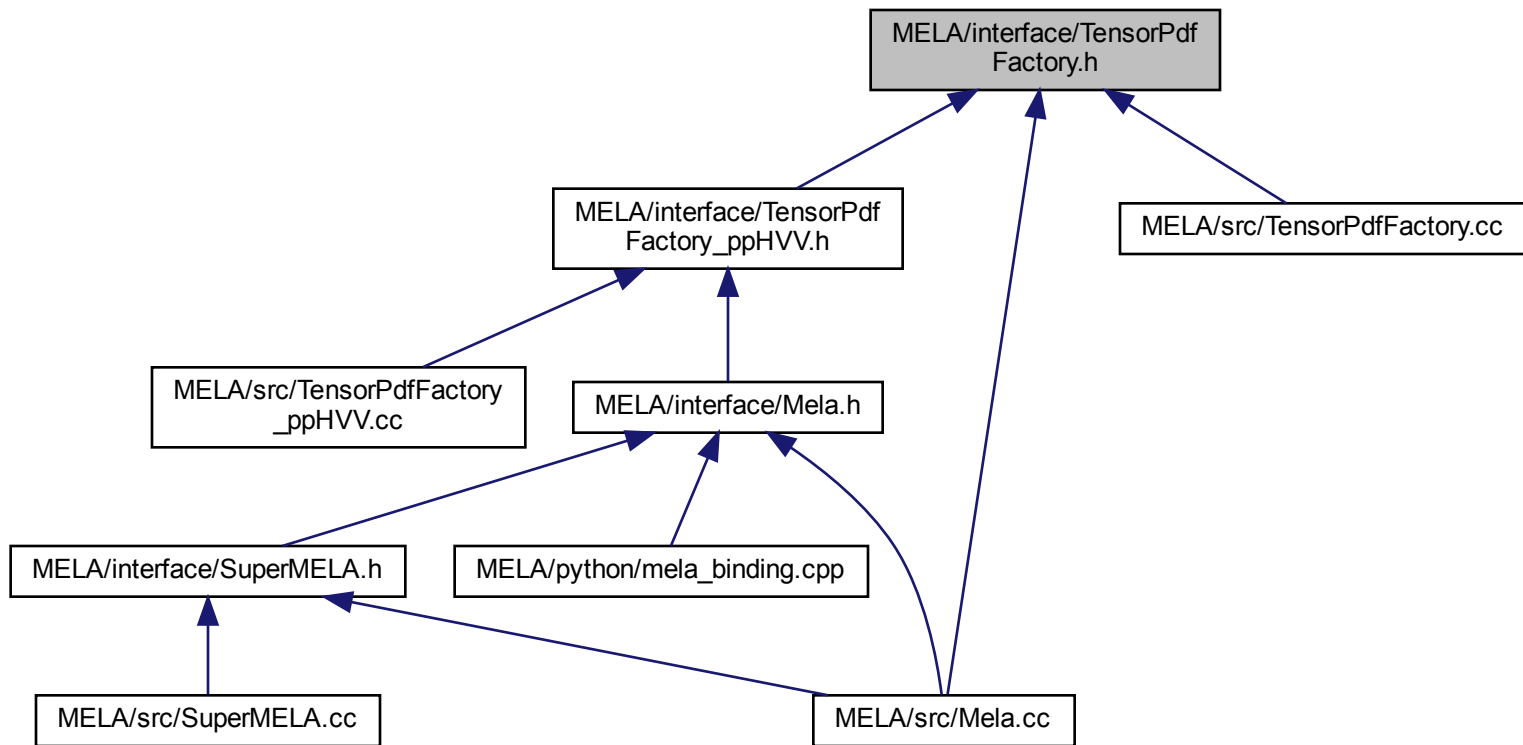 MELA/interface/TensorPdf
Factory.h
MELA/interface/TensorPdf
Factory_ppHVV.h
MELA/src/TensorPdfFactory.cc
MELA/src/TensorPdfFactory
_ppHVV.cc
MELA/interface/Mela.h
MELA/interface/SuperMELA.h
MELA/python/mela_binding.cpp
MELA/src/SuperMELA.cc
MELA/src/Mela.cc